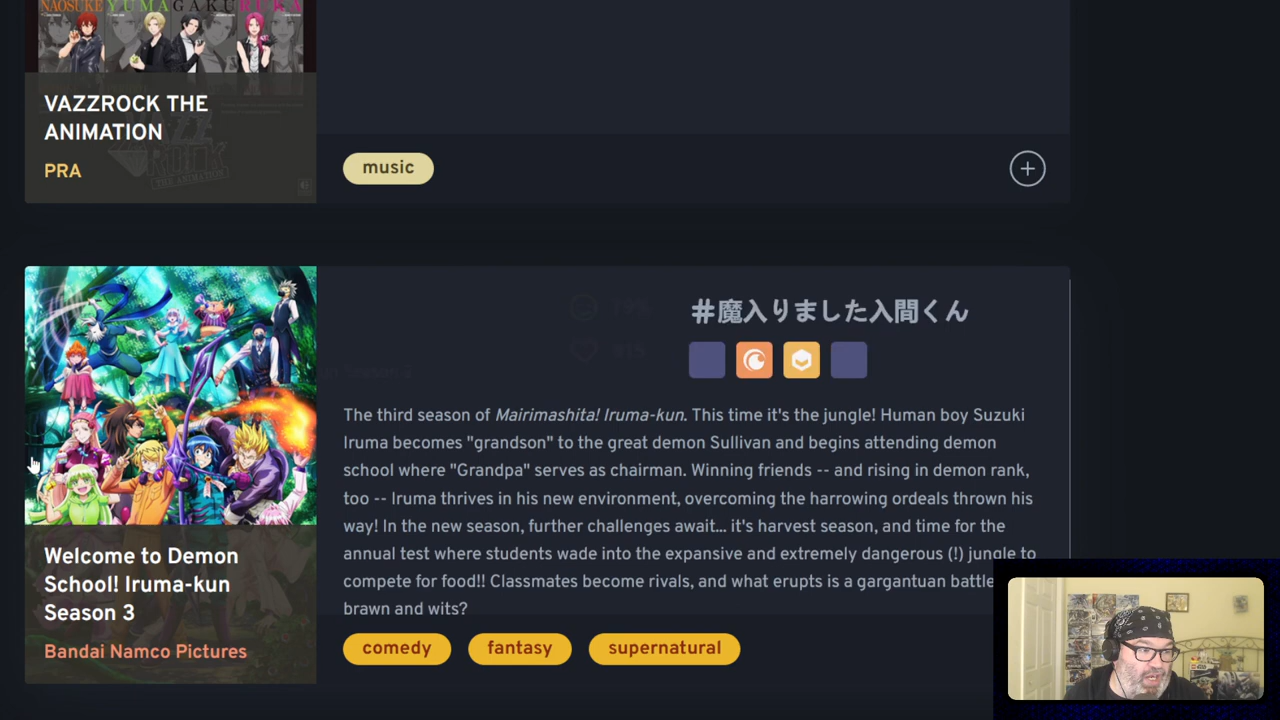 NAOSUKE YUMA GAKU RUKA
VAZZROCK THE
ANIMATION
PRA
music
#魔入りました入間くん
The third season of Mairimashita! Iruma-kun. This time it's the jungle! Human boy Suzuki
Iruma becomes "grandson" to the great demon Sullivan and begins attending demon
school where "Grandpa" serves as chairman. Winning friends -- and rising in demon rank,
too -- Iruma thrives in his new environment, overcoming the harrowing ordeals thrown his
way! In the new season, further challenges await... it's harvest season, and time for the
annual test where students wade into the expansive and extremely dangerous (!) jungle to
compete for food!! Classmates become rivals, and what erupts is a gargantuan battle
brawn and wits?
Welcome to Demon
School! Iruma-kun
Season 3
Bandai Namco Pictures
comedy
fantasy
supernatural